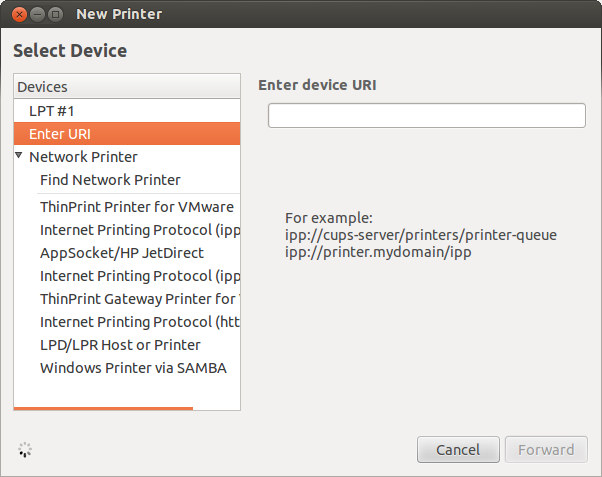 New Printer
Select Device
Devices
LPT #1
Enter URI
Network Printer
Find Network Printer
ThinPrint Printer for VMware
Internet Printing Protocol (ipp
AppSocket/HP JetDirect
Internet Printing Protocol (ipp
ThinPrint Gateway Printer for
Internet Printing Protocol (htt
LPD/LPR Host or Printer
Windows Printer via SAMBA
Enter device URI
For example:
ipp://cups-server/printers/printer-queue
ipp://printer.mydomain/ipp
Cancel
Forward